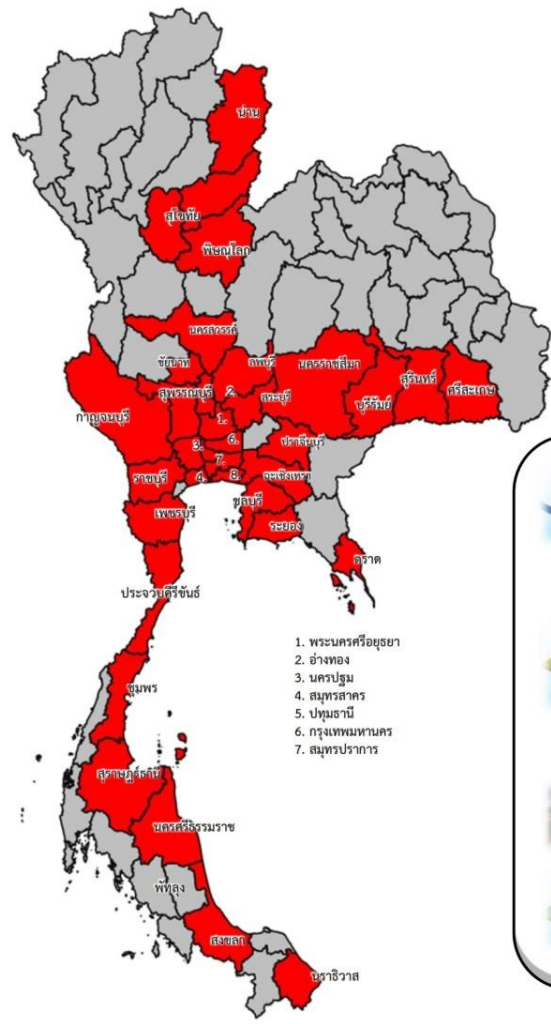 น่าน
สุโขทัย
พิษณุโลก
นครสวรรค์
ชัยนาท
ลพบุรี
นครราชสีมา
สุรินทร์
ศรีสะเกษ
สุพรรณบุรี
2.
สระบุรี
บุรีรัมย์
กาญจนบุรี
1.
6.
ปราจีนบุรี
3.
7.
ราชบุรี
4.
8.
ฉะเชิงเทรา
เพชรบุรี
ชลบุรี
ระยอง
ตราด
ประจวบคีรีขันธ์
1. พระนครศรีอยุธยา
2. อ่างทอง
3. นครปฐม
4. สมุทรสาคร
5. ปทุมธานี
6. กรุงเทพมหานคร
7. สมุทรปราการ
ชุมพร
สุราษฎร์ธานี
นครศรีธรรมราช
พัทลุง
สงขลา
นราธิวาส